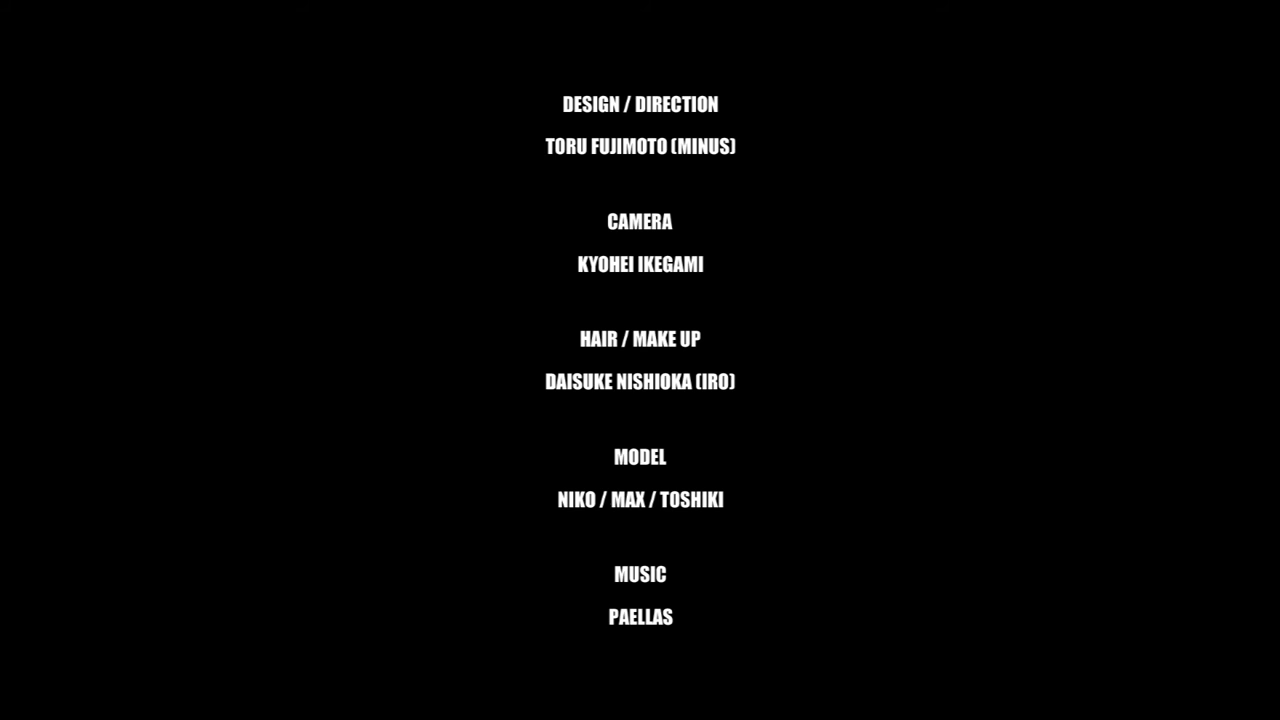 DESIGN / DIRECTION
TORU FUJIMOTO (MINUS)
CAMERA
KYOHEI IKEGAMI
HAIR / MAKE UP
DAISUKE NISHIOKA (IRO)
MODEL
NIKO / MAX / TOSHIKI
MUSIC
PAELLAS